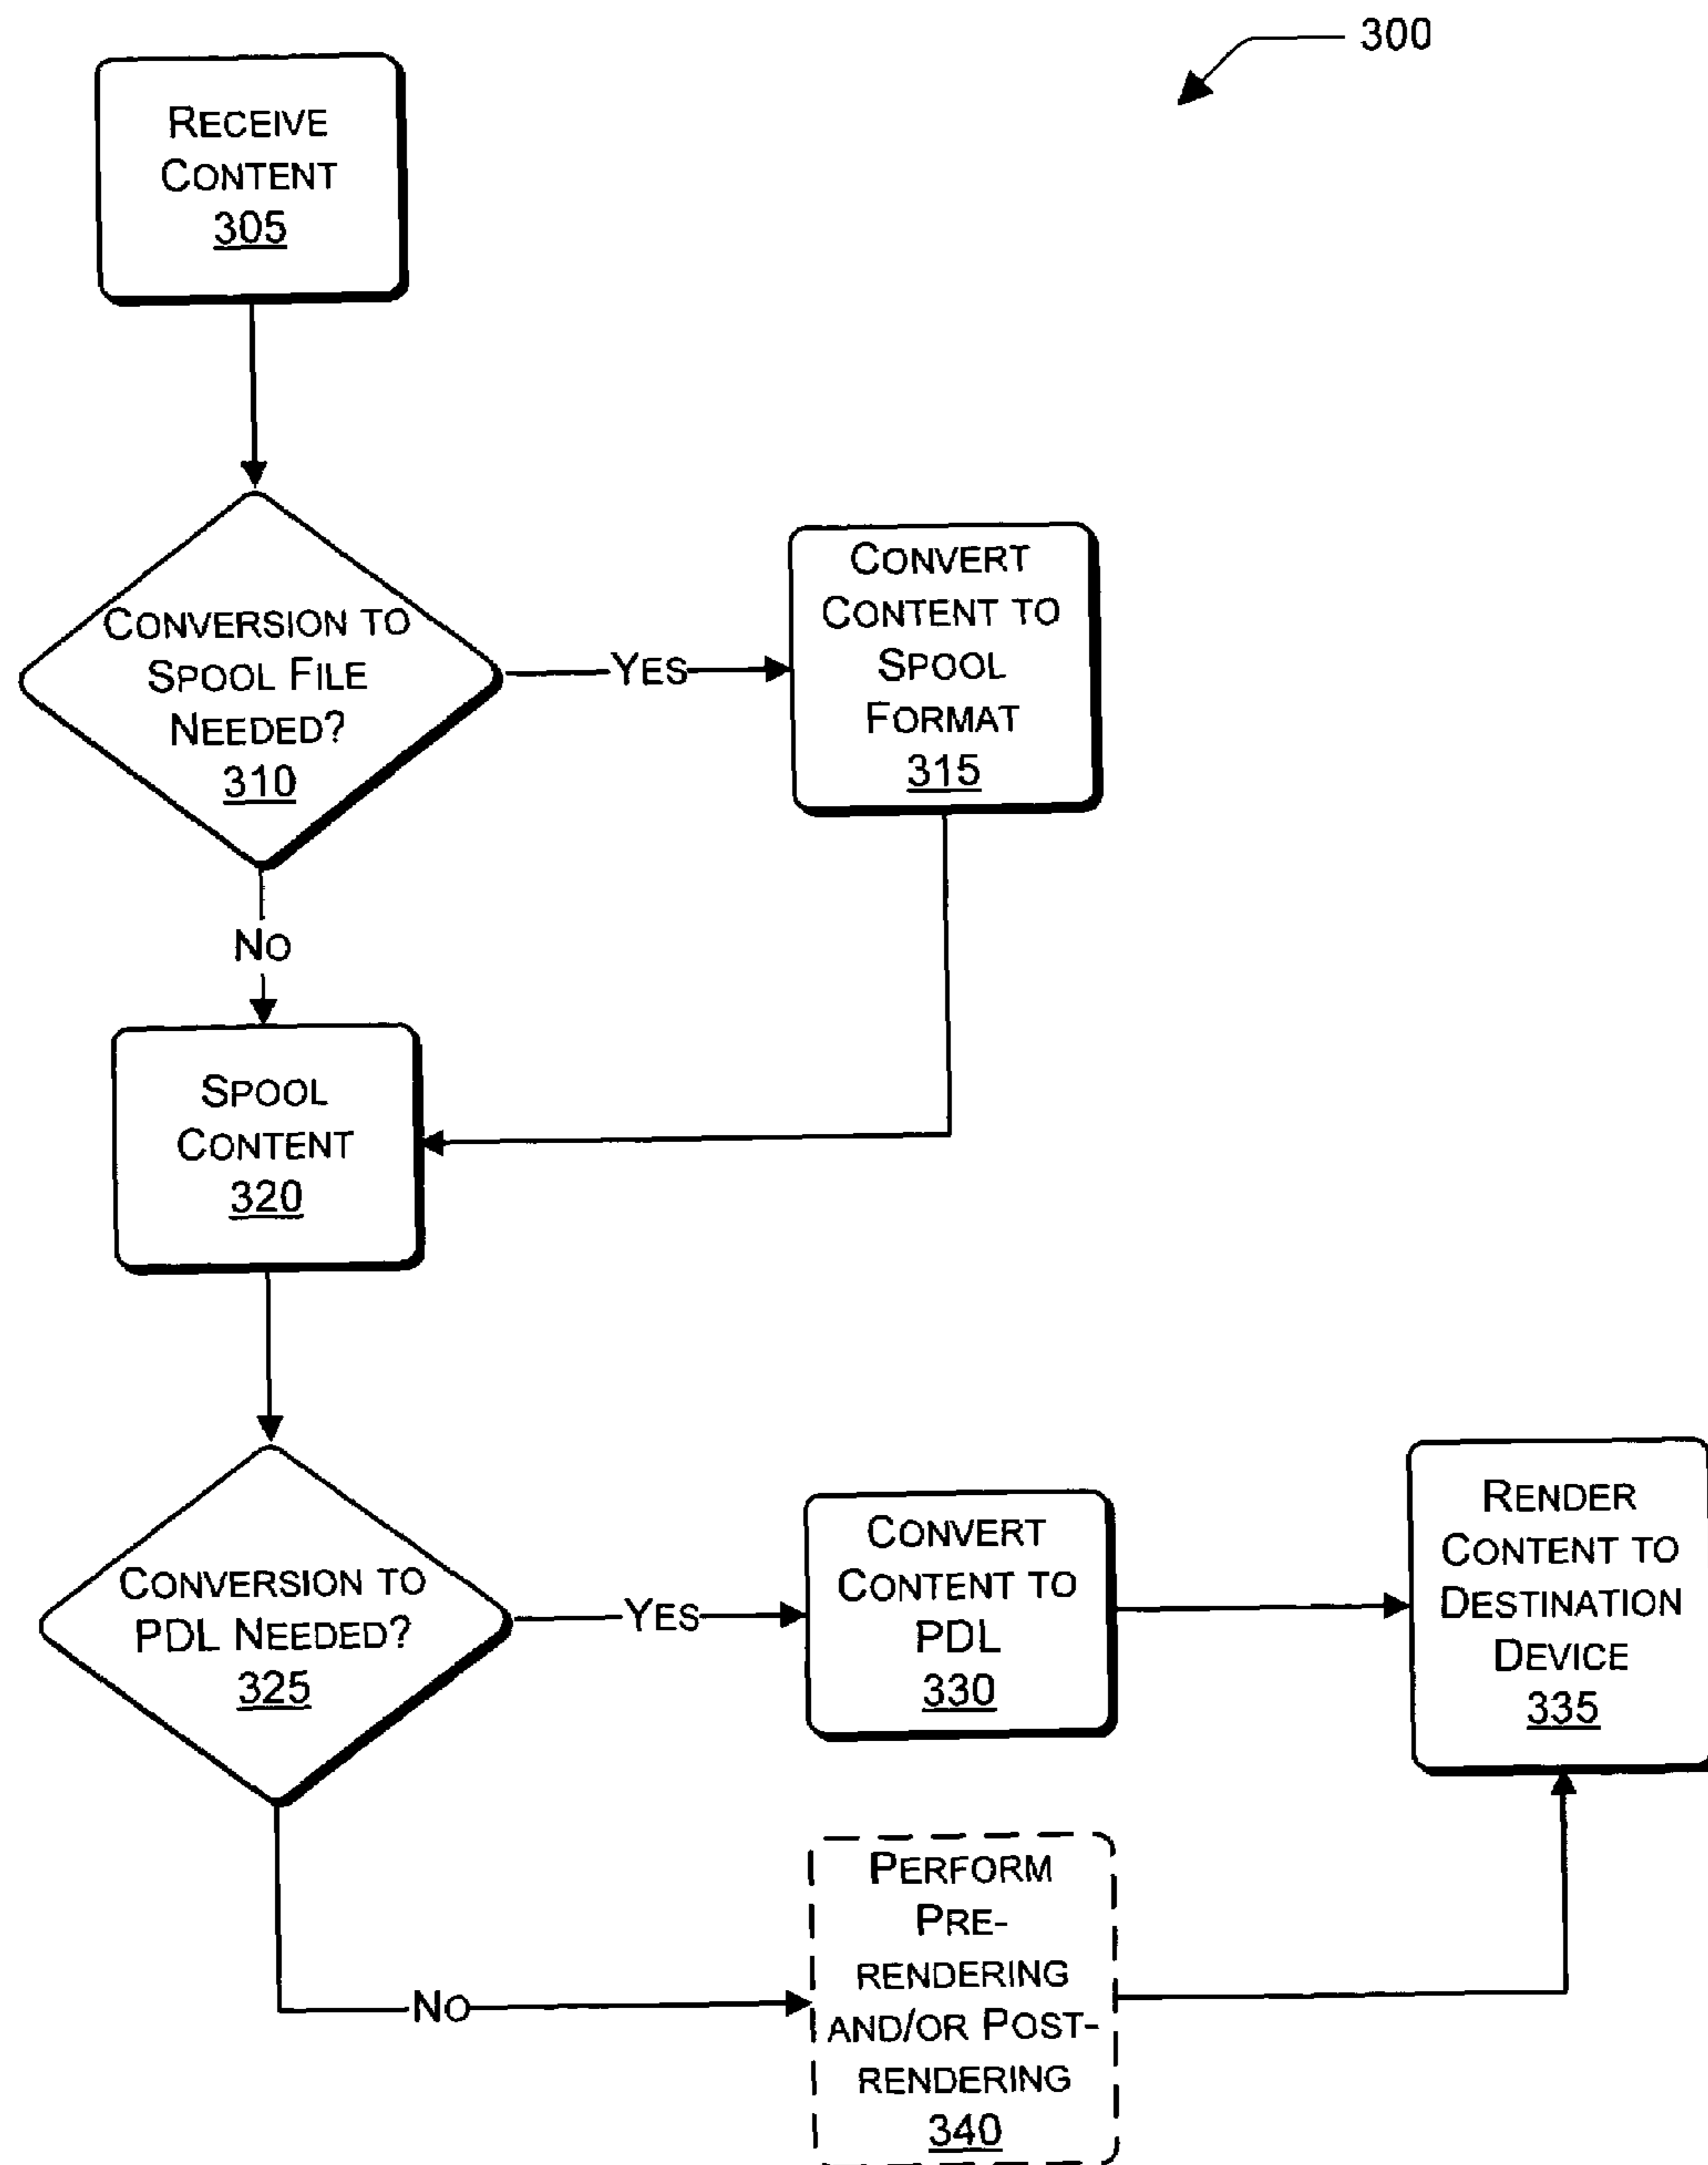 300
RECEIVE
CONTENT
305
CONVERSION TO
SPOOL FILE
NEEDED?
310
YES
CONVERT
CONTENT TO
SPOOL
FORMAT
315
NO
SPOOL
CONTENT
320
CONVERSION TO
PDL NEEDED?
325
YES
CONVERT
CONTENT TO
PDL
330
RENDER
CONTENT TO
DESTINATION
DEVICE
335
NO
PERFORM
PRE-
RENDERING
AND/OR POST-
RENDERING
340